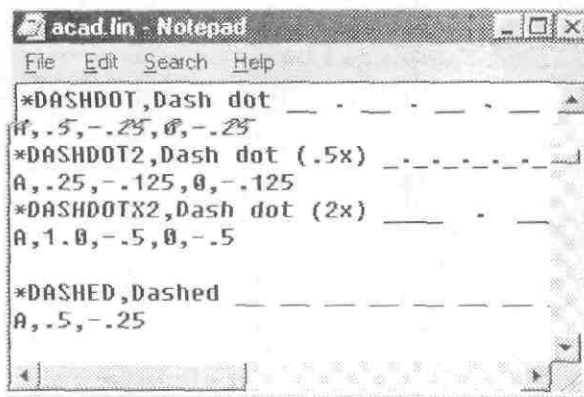 acad.lin - Notepad
File Edit Search Help
*DASHDOT,Dash dot __ . __ . __ . __
A,.5,-.25,0,-.25
*DASHDOT2,Dash dot (.5x) _._._._._
A,.25,-.125,0,-.125
*DASHDOTX2,Dash dot (2x) ____ . __
A,1.0,-.5,0,-.5
*DASHED,Dashed __ __ __ __ __ __ _
A,.5,-.25